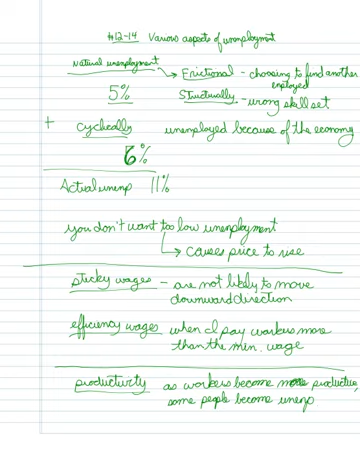 #12-14 Various aspects of unemployment
Natural unemployment → Frictional - choosing to find another
employed
5% Structurally - wrong skill set
+ cyclically unemployed because of the economy
6%
Actual unemp 11%
you don't want too low unemployment
→ causes price to rise
sticky wages - are not likely to move
downward direction
efficiency wages when I pay workers more
than the min. wage
productivity as workers become more productive,
some people become unemp.